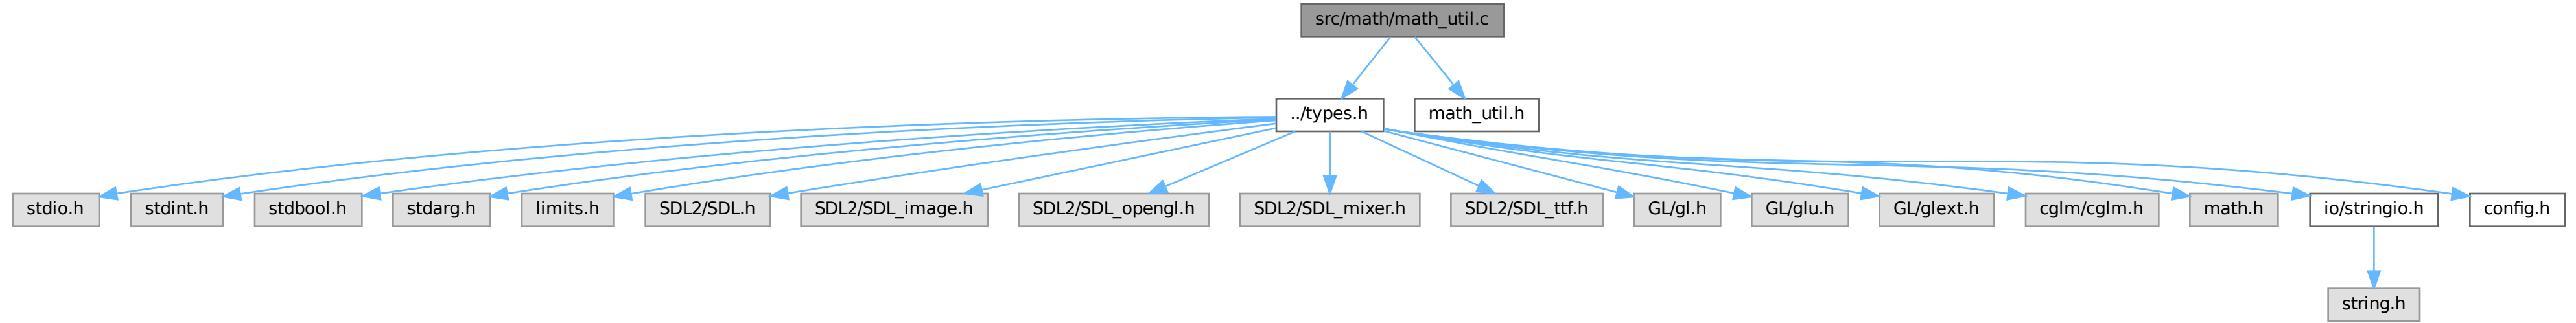 src/math/math_util.c
../types.h
math_util.h
stdio.h
stdint.h
stdbool.h
stdarg.h
limits.h
SDL2/SDL.h
SDL2/SDL_image.h
SDL2/SDL_opengl.h
SDL2/SDL_mixer.h
SDL2/SDL_ttf.h
GL/gl.h
GL/glu.h
GL/glext.h
cglm/cglm.h
math.h
io/stringio.h
config.h
string.h